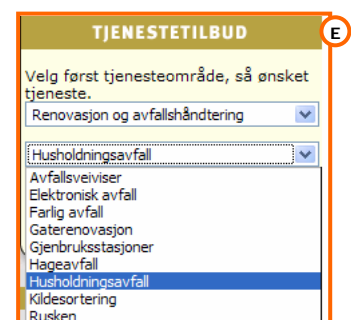 TJENESTETILBUD
E
Velg først tjenesteområde, så ønsket
tjeneste.
Renovasjon og avfallshåndtering
Husholdningsavfall
Avfallsveiviser
Elektronisk avfall
Farlig avfall
Gaterenovasjon
Gjenbruksstasjoner
Hageavfall
Husholdningsavfall
Kildesortering
Rusken